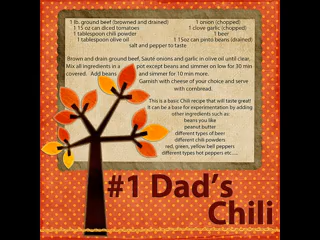 1 lb. ground beef (browned and drained)
1 onion (chopped)
1 15 oz can diced tomatoes
1 clove garlic (chopped)
1 tablespoon chili powder
1 beer
1 tablespoon olive oil
1 15oz can pinto beans (drained)
salt and pepper to taste
Brown and drain ground beef, Sauté onions and garlic in olive oil until clear.
Mix all ingredients in a pot except beans and simmer on low for 30 min
covered. Add beans and simmer for 10 min more.
Garnish with cheese of your choice and serve
with cornbread.
This is a basic Chili recipe that will taste great!
It can be a base for experimentation by adding
other ingredients such as:
beans you like
peanut butter
different types of beer
different chili powders
red, green, yellow bell peppers
different types hot peppers etc.....
#1 Dad's
Chili